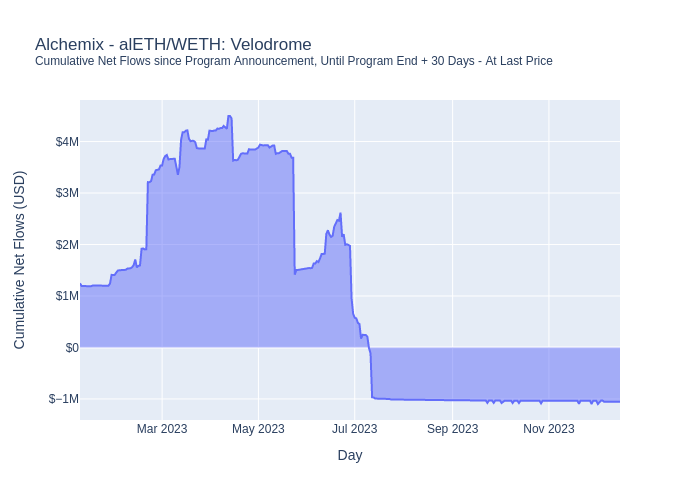 Alchemix - alETH/WETH: Velodrome
Cumulative Net Flows since Program Announcement, Until Program End + 30 Days - At Last Price
Cumulative Net Flows (USD)
$4M
$3M
$2M
$1M
$0
$−1M
Mar 2023
May 2023
Jul 2023
Sep 2023
Nov 2023
Day